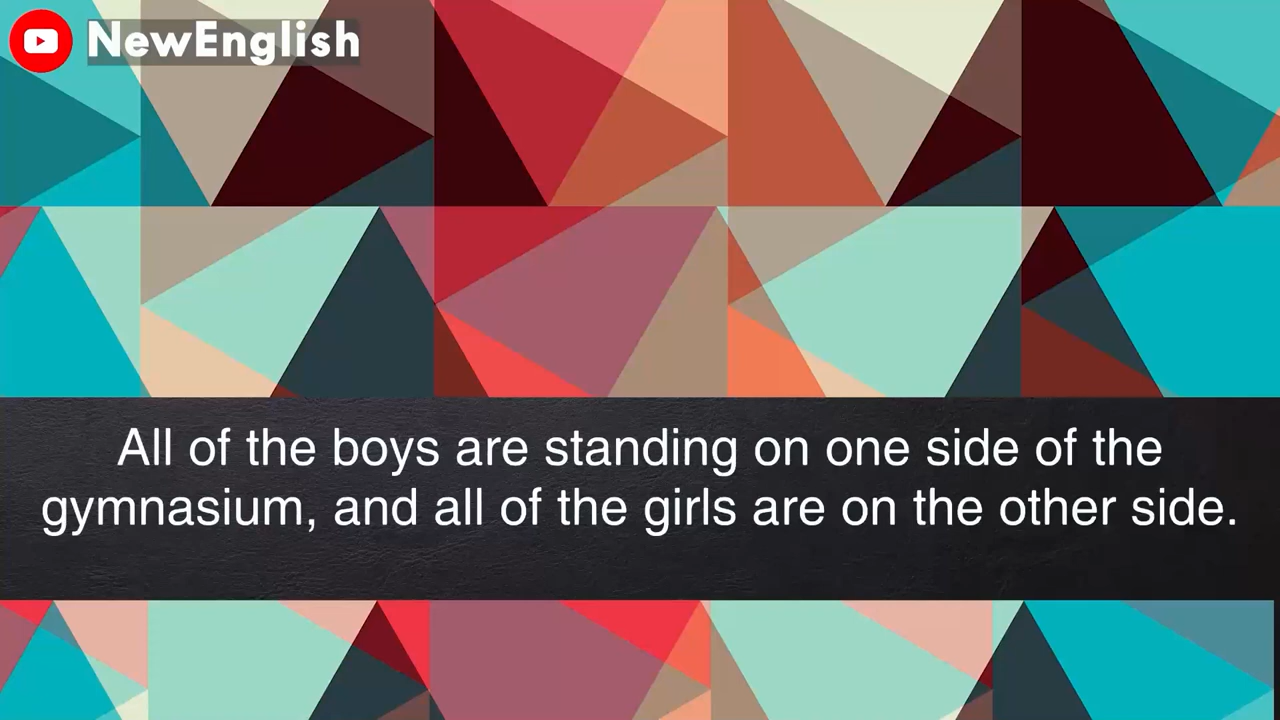 NewEnglish
All of the boys are standing on one side of the
gymnasium, and all of the girls are on the other side.